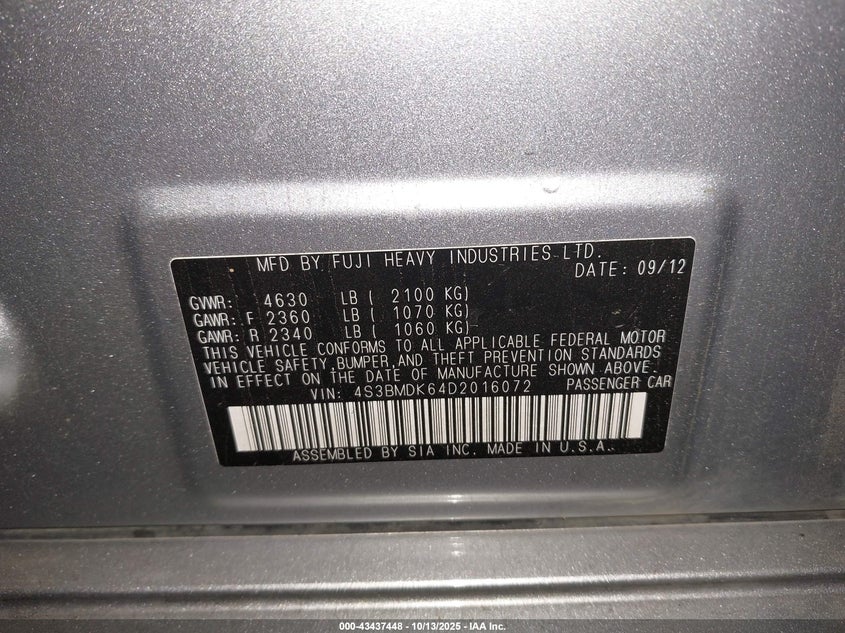 MFD BY FUJI HEAVY INDUSTRIES LTD.
DATE: 09/12
GVWR: 4630 LB ( 2100 KG)
GAWR: F 2360 LB ( 1070 KG)
GAWR: R 2340 LB ( 1060 KG)
THIS VEHICLE CONFORMS TO ALL APPLICABLE FEDERAL MOTOR
VEHICLE SAFETY,BUMPER,AND THEFT PREVENTION STANDARDS
IN EFFECT ON THE DATE OF MANUFACTURE SHOWN ABOVE.
VIN: 4S3BMDK64D2016072 PASSENGER CAR
ASSEMBLED BY SIA INC. MADE IN U.S.A.
000-43437448 - 10/13/2025 - IAA Inc.